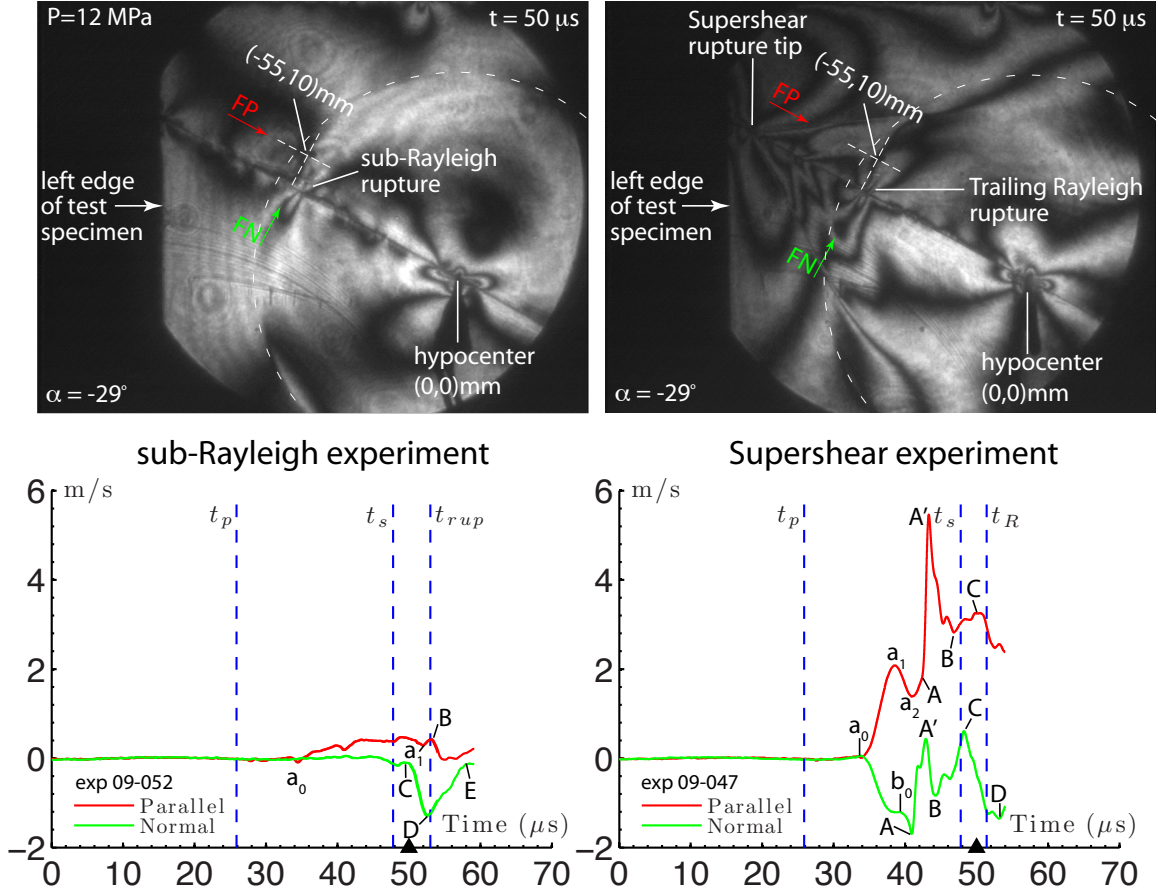 P=12 MPa
t = 50 μs
(-55,10)mm
FP
sub-Rayleigh
rupture
left edge
of test
specimen
FN
hypocenter
(0,0)mm
α = -29°
Supershear
rupture tip
t = 50 μs
(-55,10)mm
FP
left edge
of test
specimen
Trailing Rayleigh
rupture
FN
hypocenter
(0,0)mm
α = -29°
sub-Rayleigh experiment
m/s
6
4
2
0
−2
t_p
t_s
t_rup
a_0
a_1
B
C
D
E
exp 09-052
Parallel
Normal
Time (μs)
0 10 20 30 40 50 60 70
Supershear experiment
m/s
6
4
2
0
−2
t_p
A' t_s
t_R
a_0
a_1
a_2
A
B
C
A'
C
b_0
A
B
D
exp 09-047
Parallel
Normal
Time (μs)
0 10 20 30 40 50 60 70